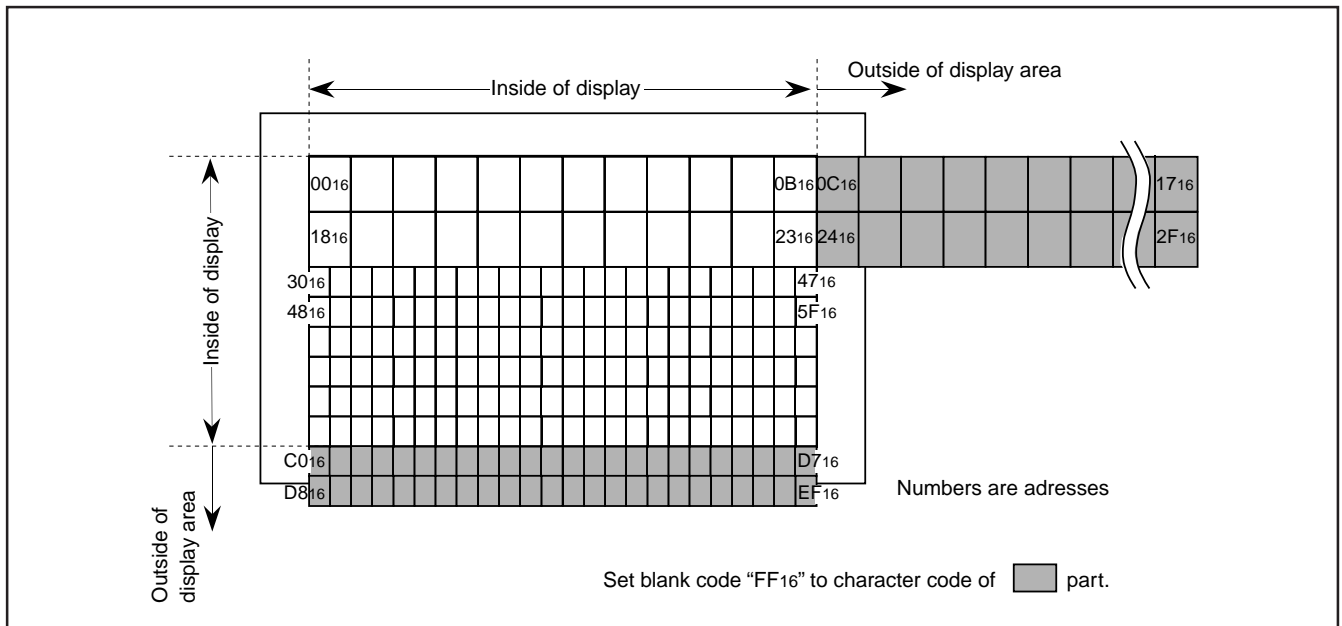 Outside of display area
Inside of display
Inside of display
0016 0B16 0C16 1716
1816 2316 2416 2F16
3016 4716
4816 5F16
C016 D716
D816 EF16
Outside of
display area
Numbers are adresses
Set blank code “FF16” to character code of part.